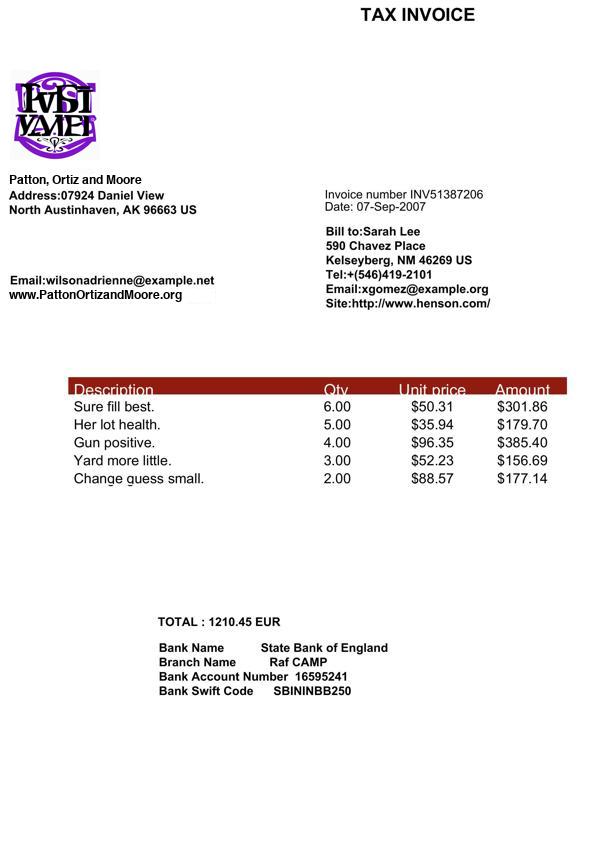 TAX INVOICE
Patton, Ortiz and Moore
Address:07924 Daniel View
North Austinhaven, AK 96663 US
Invoice number INV51387206
Date: 07-Sep-2007
Bill to:Sarah Lee
590 Chavez Place
Kelseyberg, NM 46269 US
Tel:+(546)419-2101
Email:xgomez@example.org
Site:http://www.henson.com/
Email:wilsonadrienne@example.net
www.PattonOrtizandMoore.org
Description Qty Unit price Amount
Sure fill best. 6.00 $50.31 $301.86
Her lot health. 5.00 $35.94 $179.70
Gun positive. 4.00 $96.35 $385.40
Yard more little. 3.00 $52.23 $156.69
Change guess small. 2.00 $88.57 $177.14
TOTAL : 1210.45 EUR
Bank Name State Bank of England
Branch Name Raf CAMP
Bank Account Number 16595241
Bank Swift Code SBININBB250